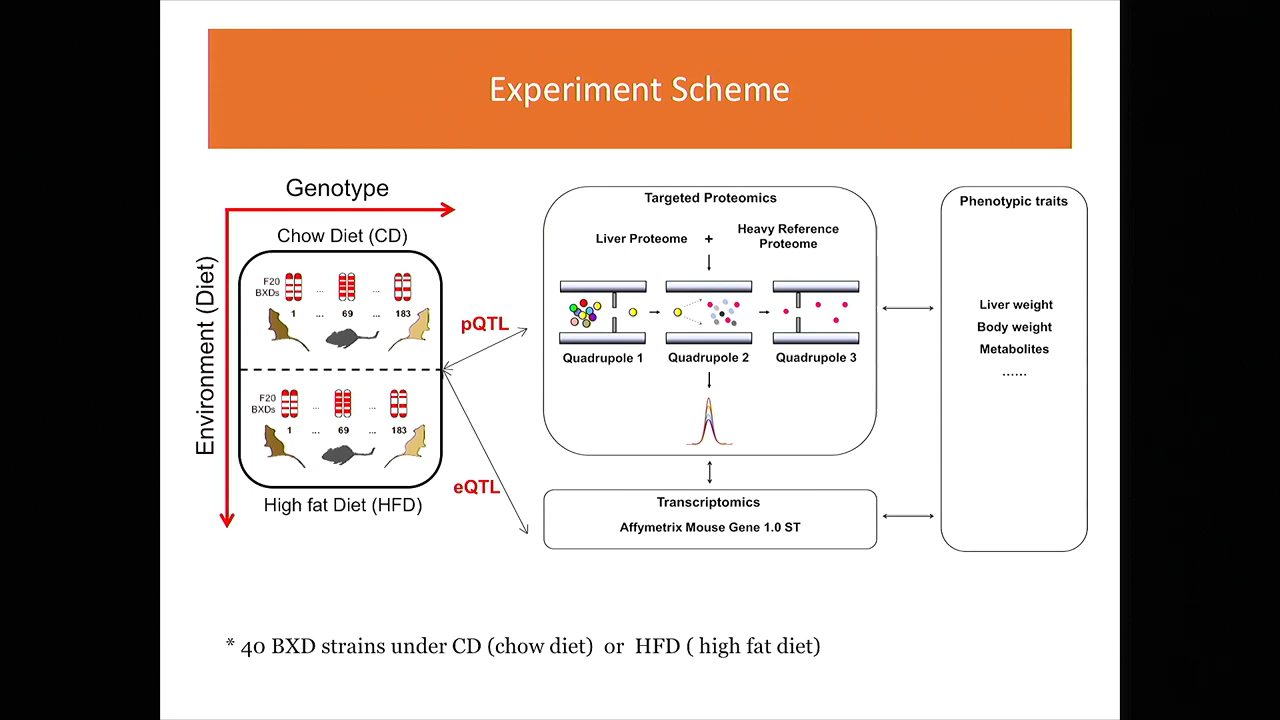 Experiment Scheme
Genotype
Environment (Diet)
Chow Diet (CD)
F20
BXDs
... ...
1 ... 69 ... 183
F20
BXDs
... ...
1 ... 69 ... 183
High fat Diet (HFD)
pQTL
eQTL
Targeted Proteomics
Liver Proteome + Heavy Reference
Proteome
Quadrupole 1 Quadrupole 2 Quadrupole 3
Transcriptomics
Affymetrix Mouse Gene 1.0 ST
Phenotypic traits
Liver weight
Body weight
Metabolites
......
* 40 BXD strains under CD (chow diet) or HFD ( high fat diet)